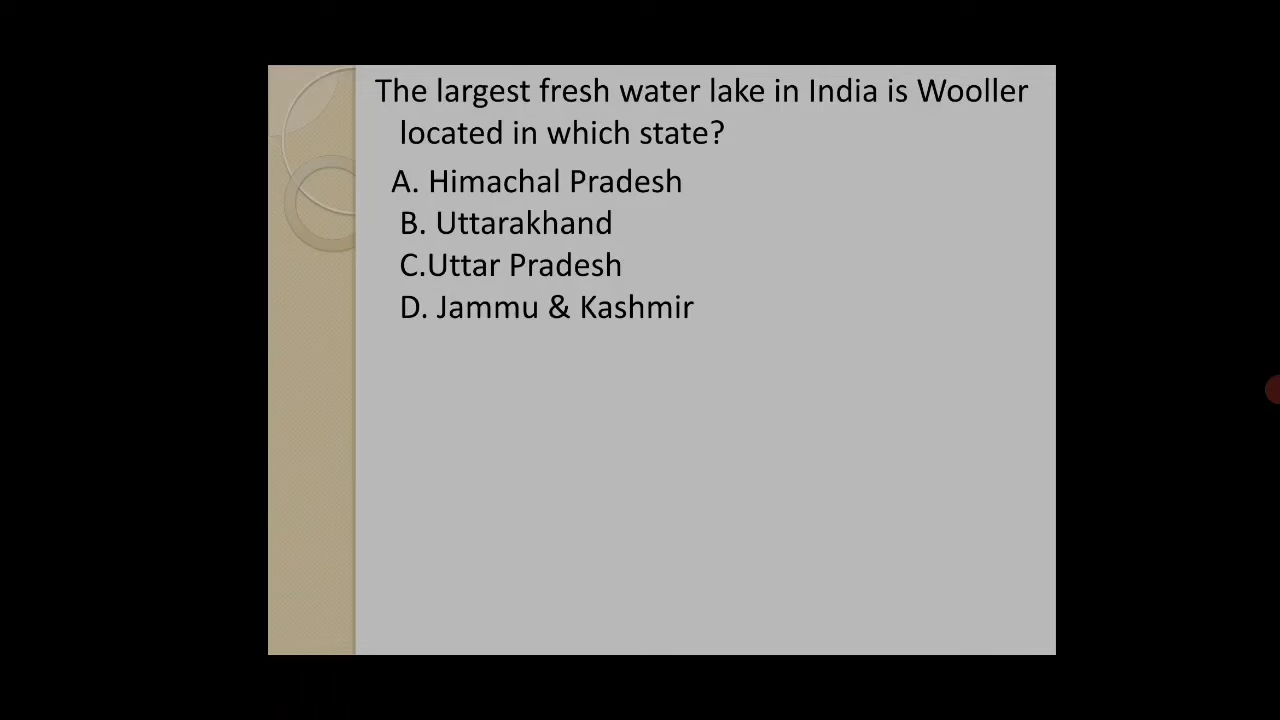 The largest fresh water lake in India is Wooller
located in which state?
A. Himachal Pradesh
B. Uttarakhand
C.Uttar Pradesh
D. Jammu & Kashmir